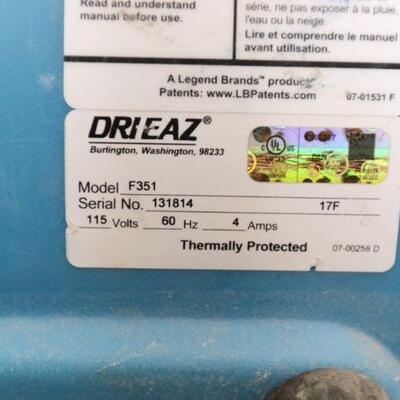 Read and understand
manual before use.
série, ne pas exposer à la pluie,
l'eau ou la neige.
Lire et comprendre le manuel
avant utilisation.
A Legend Brands™ product
Patents: www.LBPatents.com
07-01531 F
DRIEAZ®
Burlington, Washington, 98233
C UL US
Model F351
Serial No. 131814 17F
115 Volts 60 Hz 4 Amps
Thermally Protected 07-00258 D